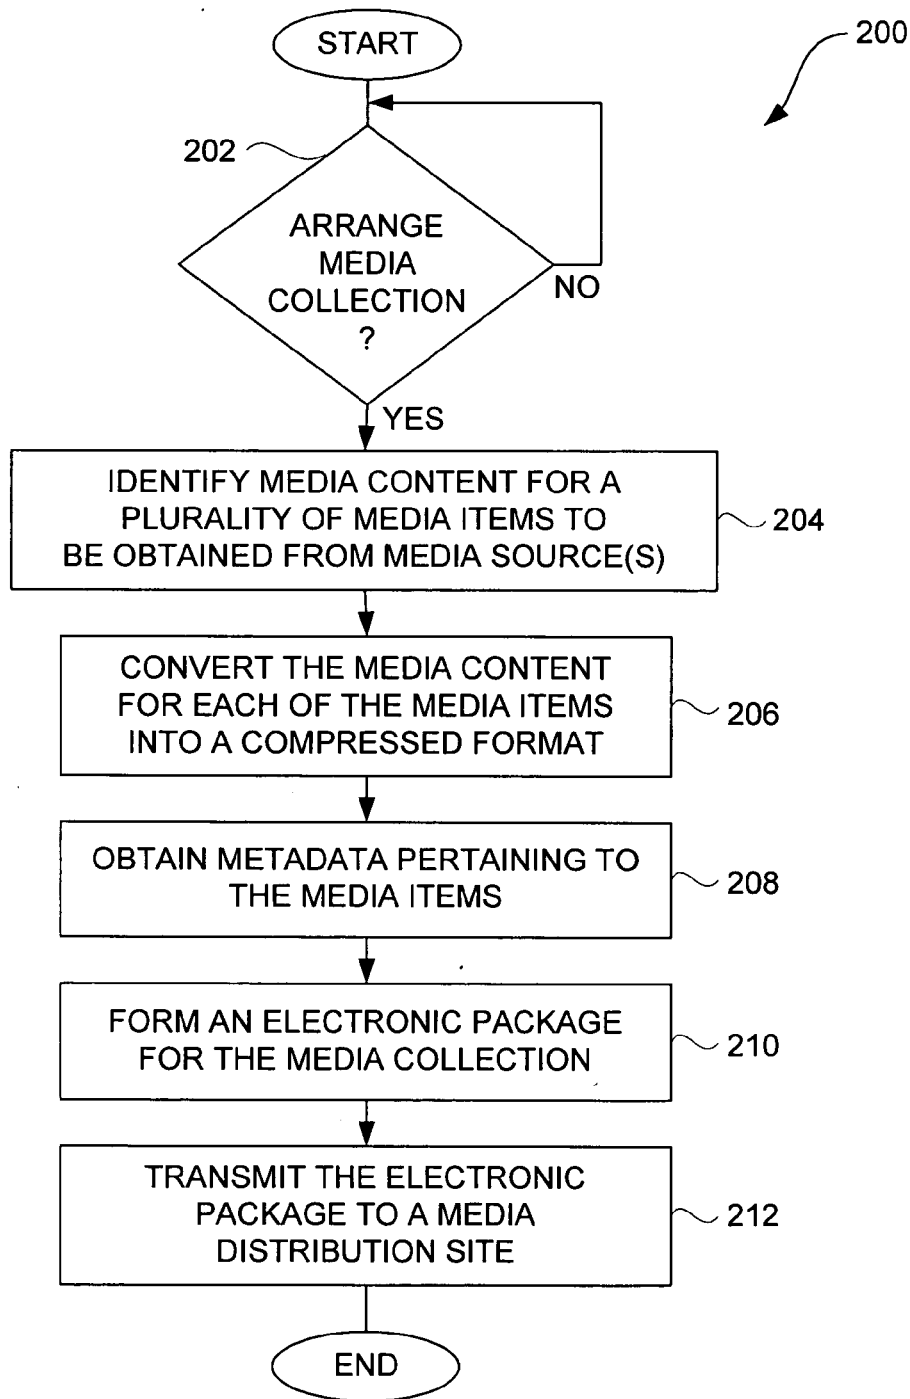 START
200
202
ARRANGE
MEDIA
COLLECTION
?
NO
YES
IDENTIFY MEDIA CONTENT FOR A
PLURALITY OF MEDIA ITEMS TO
BE OBTAINED FROM MEDIA SOURCE(S)
204
CONVERT THE MEDIA CONTENT
FOR EACH OF THE MEDIA ITEMS
INTO A COMPRESSED FORMAT
206
OBTAIN METADATA PERTAINING TO
THE MEDIA ITEMS
208
FORM AN ELECTRONIC PACKAGE
FOR THE MEDIA COLLECTION
210
TRANSMIT THE ELECTRONIC
PACKAGE TO A MEDIA
DISTRIBUTION SITE
212
END